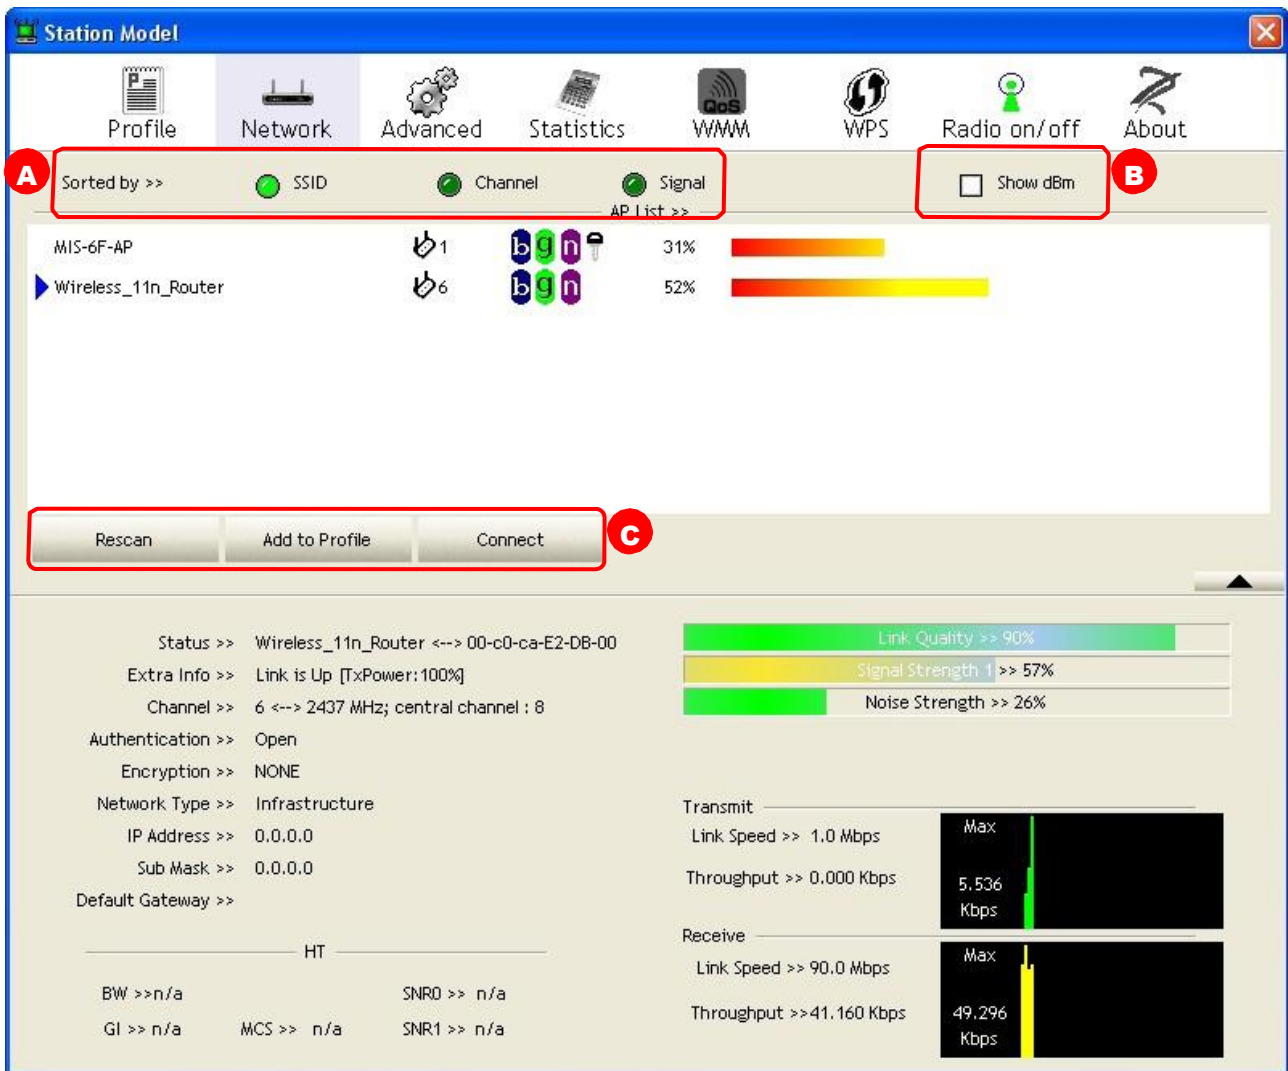 Station Model
Profile Network Advanced Statistics WMM WPS Radio on/off About
QoS
A Sorted by >> SSID Channel Signal Show dBm B
AP List >>
MIS-6F-AP 1 b g n 31%
Wireless_11n_Router 6 b g n 52%
Rescan Add to Profile Connect C
Status >> Wireless_11n_Router <--> 00-c0-ca-E2-DB-00
Extra Info >> Link is Up [TxPower:100%]
Channel >> 6 <--> 2437 MHz; central channel : 8
Authentication >> Open
Encryption >> NONE
Network Type >> Infrastructure
IP Address >> 0.0.0.0
Sub Mask >> 0.0.0.0
Default Gateway >>
HT
BW >>n/a SNR0 >> n/a
GI >> n/a MCS >> n/a SNR1 >> n/a
Link Quality >> 90%
Signal Strength 1 >> 57%
Noise Strength >> 26%
Transmit
Link Speed >> 1.0 Mbps
Throughput >> 0.000 Kbps
Max
5.536
Kbps
Receive
Link Speed >> 90.0 Mbps
Throughput >>41.160 Kbps
Max
49.296
Kbps